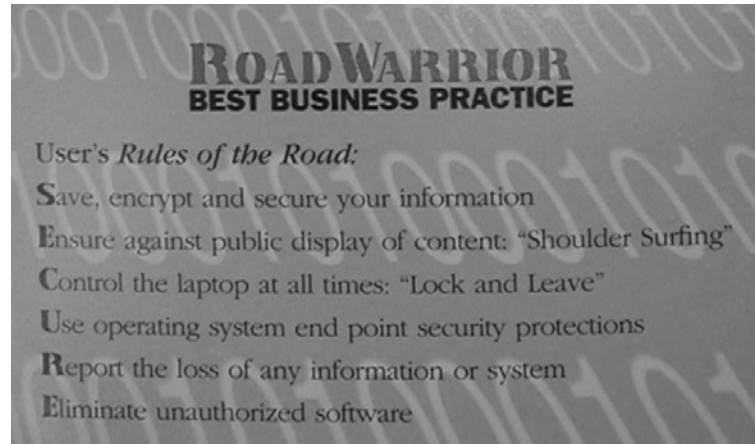 ROAD WARRIOR
BEST BUSINESS PRACTICE
User's Rules of the Road:
Save, encrypt and secure your information
Ensure against public display of content: “Shoulder Surfing”
Control the laptop at all times: “Lock and Leave”
Use operating system end point security protections
Report the loss of any information or system
Eliminate unauthorized software